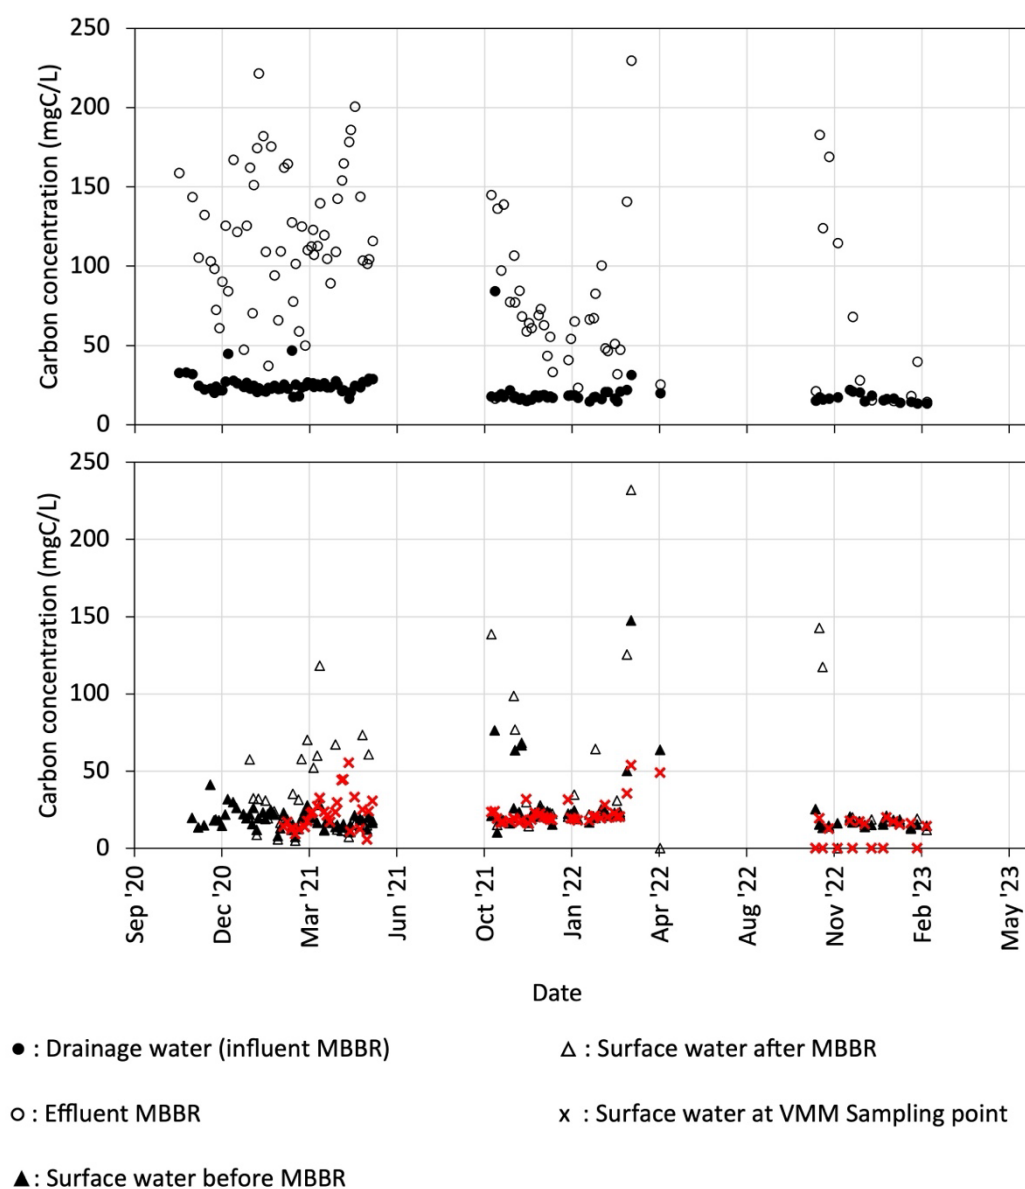 250
200
150
100
50
0
Carbon concentration (mgC/L)
250
200
150
100
50
0
Carbon concentration (mgC/L)
Sep '20
Dec '20
Mar '21
Jun '21
Oct '21
Jan '22
Apr '22
Aug '22
Nov '22
Feb '23
May '23
Date
● : Drainage water (influent MBBR)
△ : Surface water after MBBR
○ : Effluent MBBR
x : Surface water at VMM Sampling point
▲ : Surface water before MBBR